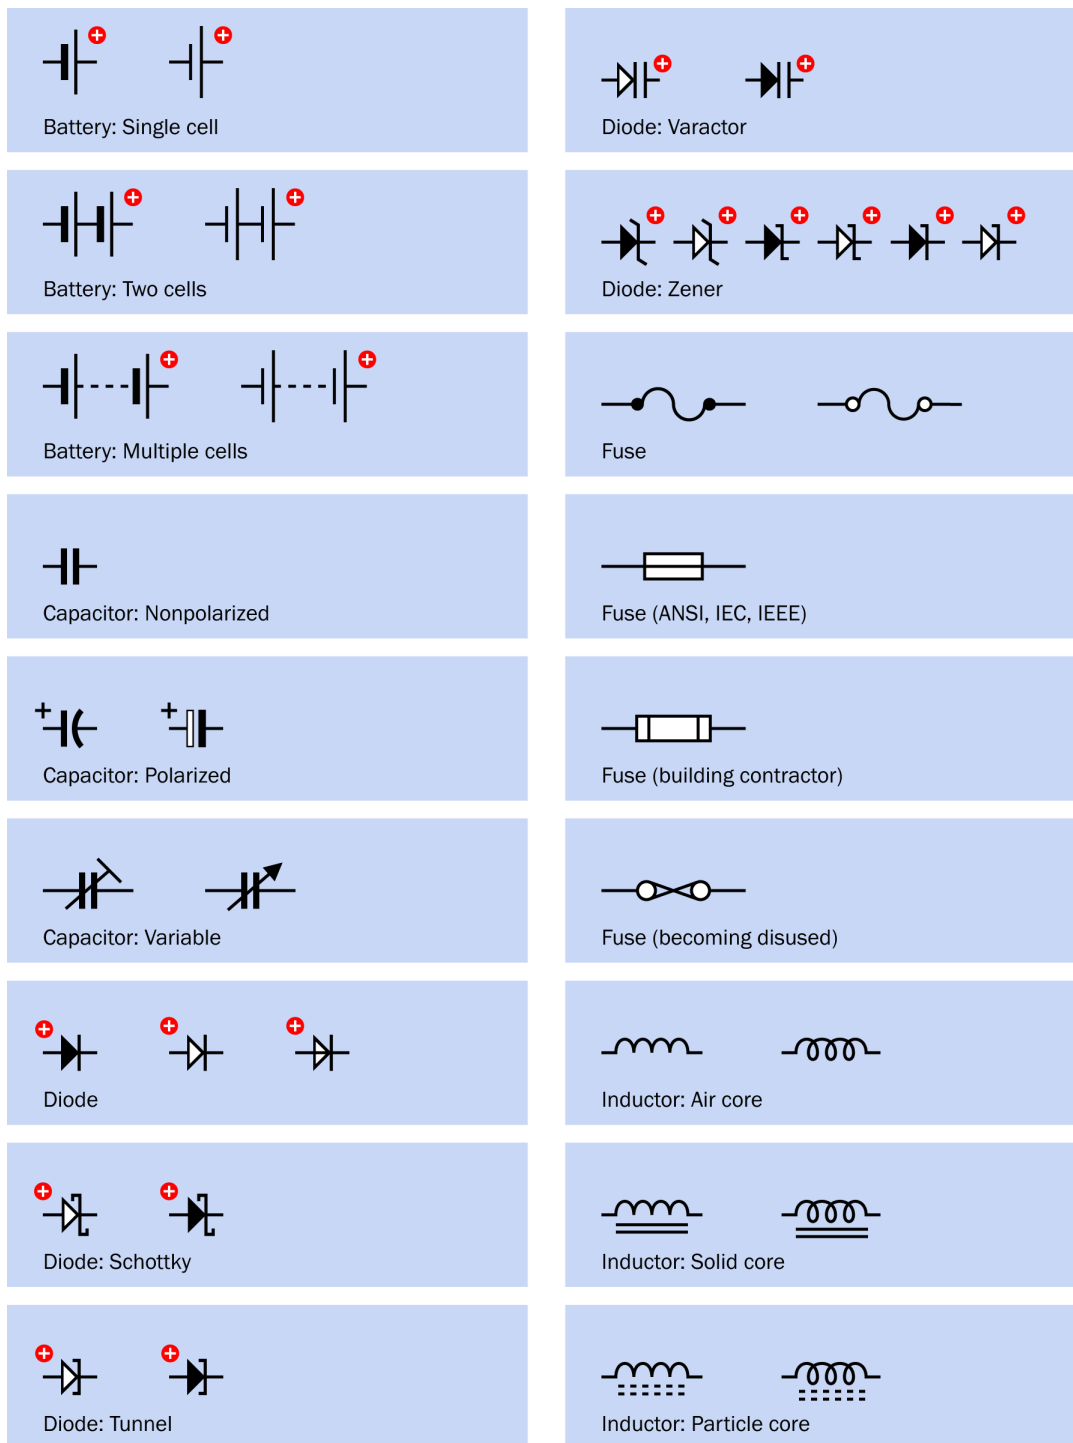 Battery: Single cell
Battery: Two cells
Battery: Multiple cells
Capacitor: Nonpolarized
+ +
Capacitor: Polarized
Capacitor: Variable
Diode
Diode: Schottky
Diode: Tunnel
Diode: Varactor
Diode: Zener
Fuse
Fuse (ANSI, IEC, IEEE)
Fuse (building contractor)
Fuse (becoming disused)
Inductor: Air core
Inductor: Solid core
Inductor: Particle core